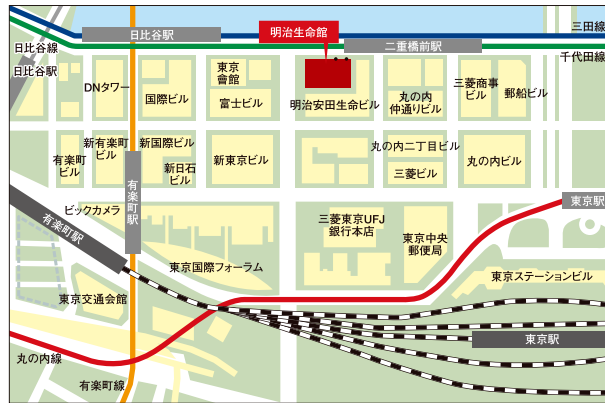 日比谷駅
明治生命館
三田線
日比谷線
二重橋前駅
千代田線
日比谷駅
DNタワー
国際ビル
東京
會館
富士ビル
明治安田生命ビル
丸の内
仲通りビル
三菱商事
ビル
郵船ビル
有楽町
ビル
新有楽町
ビル
新国際ビル
新日石
ビル
新東京ビル
丸の内二丁目ビル
三菱ビル
丸の内ビル
有楽町駅
ビックカメラ
有楽町駅
東京国際フォーラム
三菱東京UFJ
銀行本店
東京中央
郵便局
東京駅
東京ステーションビル
東京交通会館
東京駅
丸の内線
有楽町線